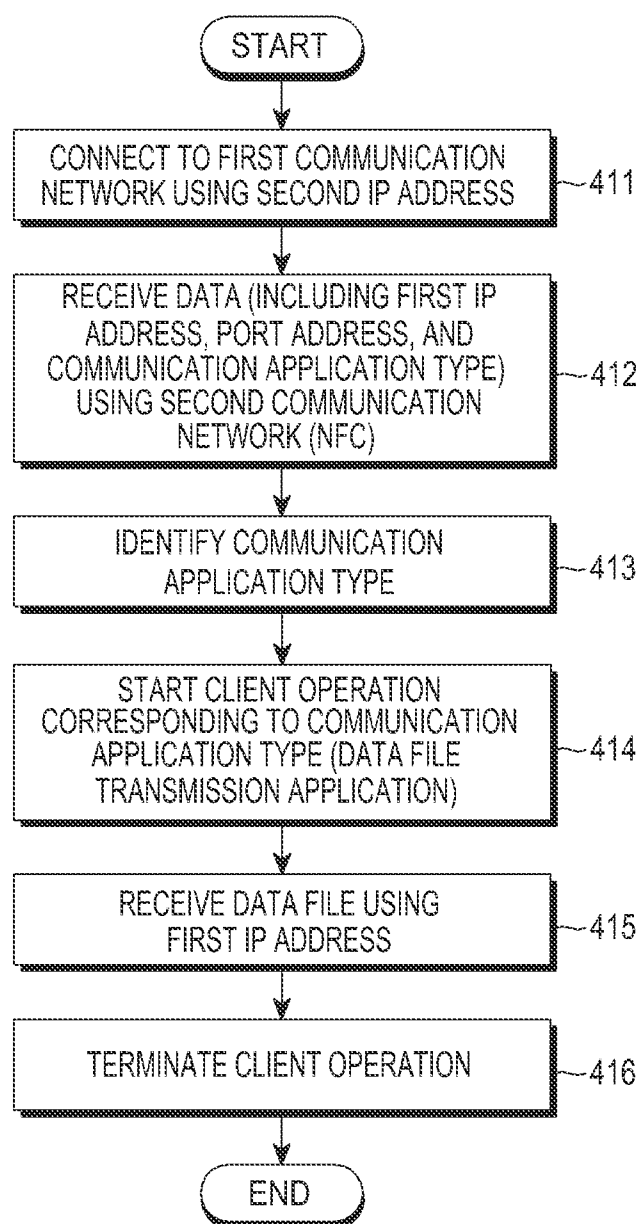 START
CONNECT TO FIRST COMMUNICATION
NETWORK USING SECOND IP ADDRESS
411
RECEIVE DATA (INCLUDING FIRST IP
ADDRESS, PORT ADDRESS, AND
COMMUNICATION APPLICATION TYPE)
USING SECOND COMMUNICATION
NETWORK (NFC)
412
IDENTIFY COMMUNICATION
APPLICATION TYPE
413
START CLIENT OPERATION
CORRESPONDING TO COMMUNICATION
APPLICATION TYPE (DATA FILE
TRANSMISSION APPLICATION)
414
RECEIVE DATA FILE USING
FIRST IP ADDRESS
415
TERMINATE CLIENT OPERATION
416
END